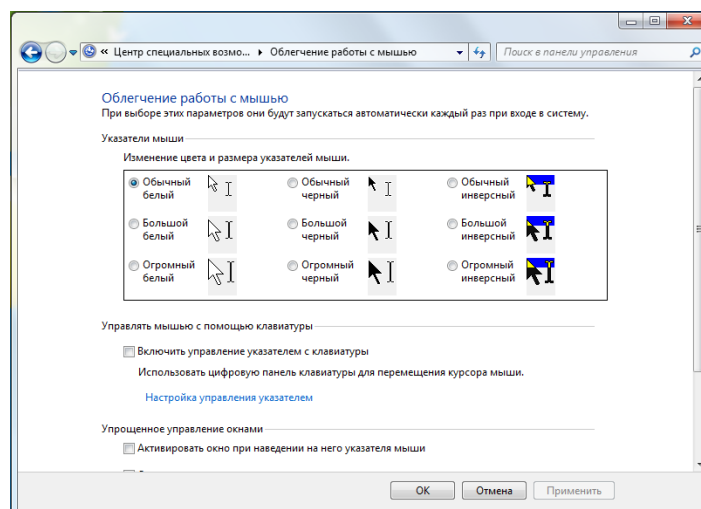 « Центр специальных возмо... Облегчение работы с мышью Поиск в панели управления
Облегчение работы с мышью
При выборе этих параметров они будут запускаться автоматически каждый раз при входе в систему.
Указатели мыши
Изменение цвета и размера указателей мыши.
Обычный белый
Обычный черный
Обычный инверсный
Большой белый
Большой черный
Большой инверсный
Огромный белый
Огромный черный
Огромный инверсный
Управлять мышью с помощью клавиатуры
Включить управление указателем с клавиатуры
Использовать цифровую панель клавиатуры для перемещения курсора мыши.
Настройка управления указателем
Упрощенное управление окнами
Активировать окно при наведении на него указателя мыши
ОК Отмена Применить